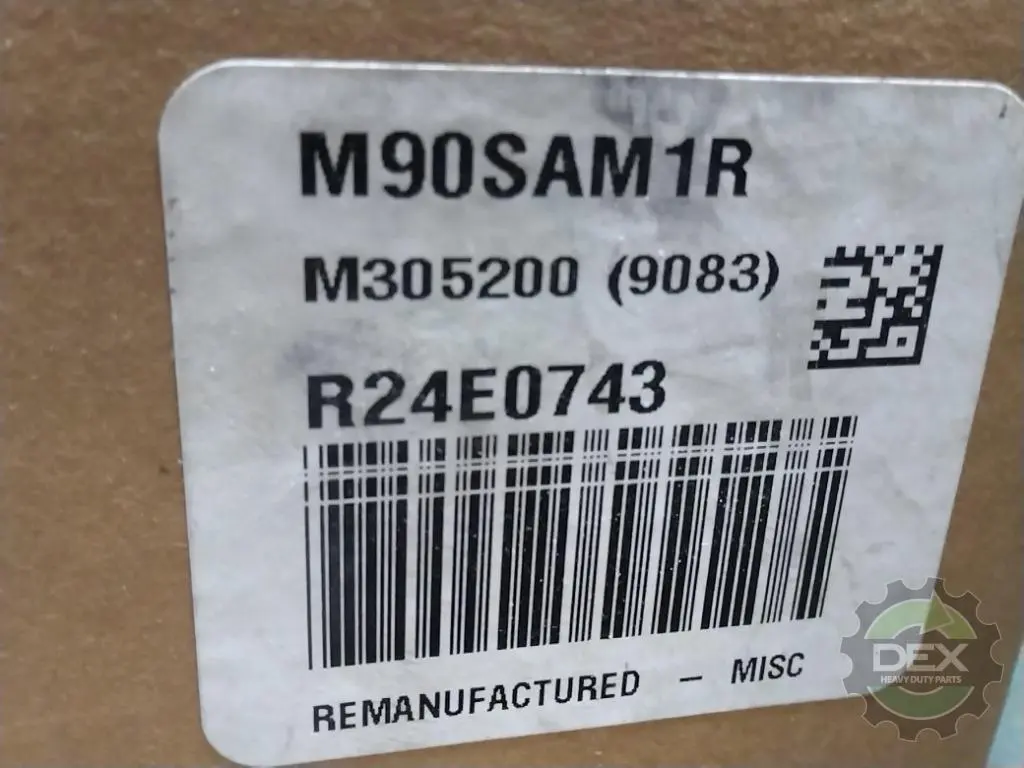 M90SAM1R
M305200 (9083)
R24E0743
REMANUFACTURED - MISC
DEX
HEAVY DUTY PARTS